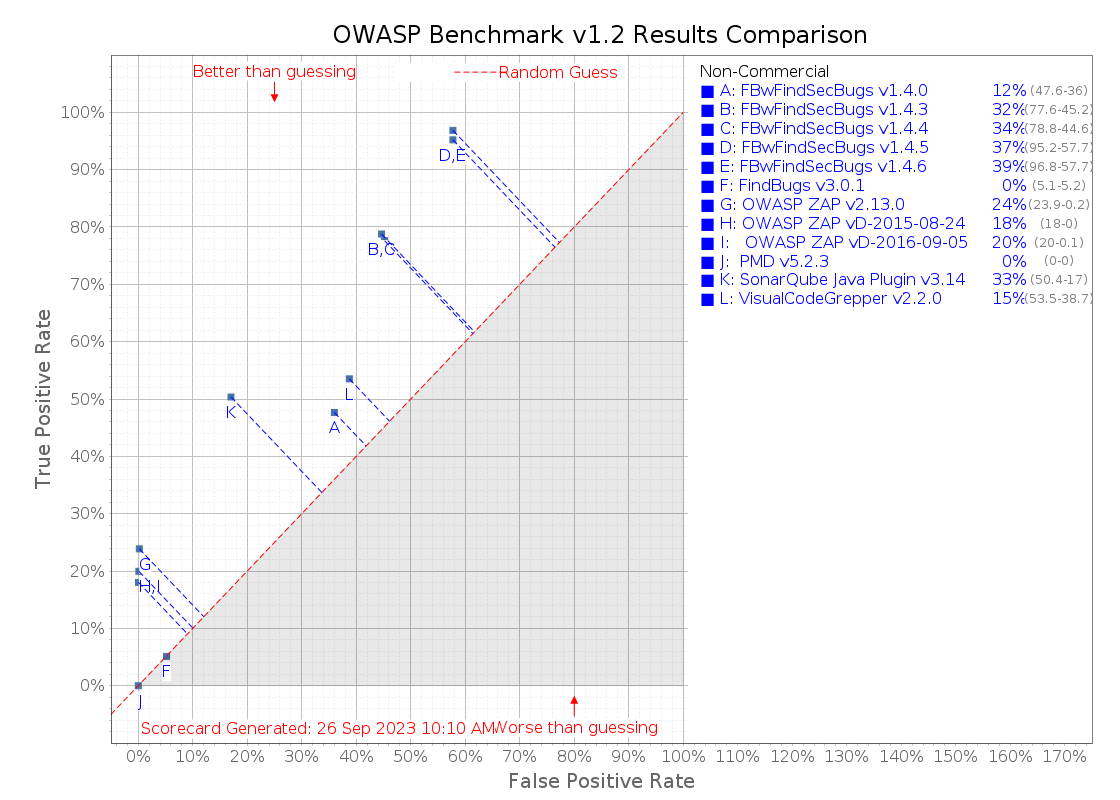 OWASP Benchmark v1.2 Results Comparison
Better than guessing
Random Guess
Non-Commercial
A: FBwFindSecBugs v1.4.0 12% (47.6-36)
B: FBwFindSecBugs v1.4.3 32% (77.6-45.2)
C: FBwFindSecBugs v1.4.4 34% (78.8-44.6)
D: FBwFindSecBugs v1.4.5 37% (95.2-57.7)
E: FBwFindSecBugs v1.4.6 39% (96.8-57.7)
F: FindBugs v3.0.1 0% (5.1-5.2)
G: OWASP ZAP v2.13.0 24% (23.9-0.2)
H: OWASP ZAP vD-2015-08-24 18% (18-0)
I: OWASP ZAP vD-2016-09-05 20% (20-0.1)
J: PMD v5.2.3 0% (0-0)
K: SonarQube Java Plugin v3.14 33% (50.4-17)
L: VisualCodeGrepper v2.2.0 15% (53.5-38.7)
True Positive Rate
100%
90%
80%
70%
60%
50%
40%
30%
20%
10%
0%
D,E
B,C
L
K
A
G
H,I
F
J
Scorecard Generated: 26 Sep 2023 10:10 AM
Worse than guessing
0% 10% 20% 30% 40% 50% 60% 70% 80% 90% 100% 110% 120% 130% 140% 150% 160% 170%
False Positive Rate